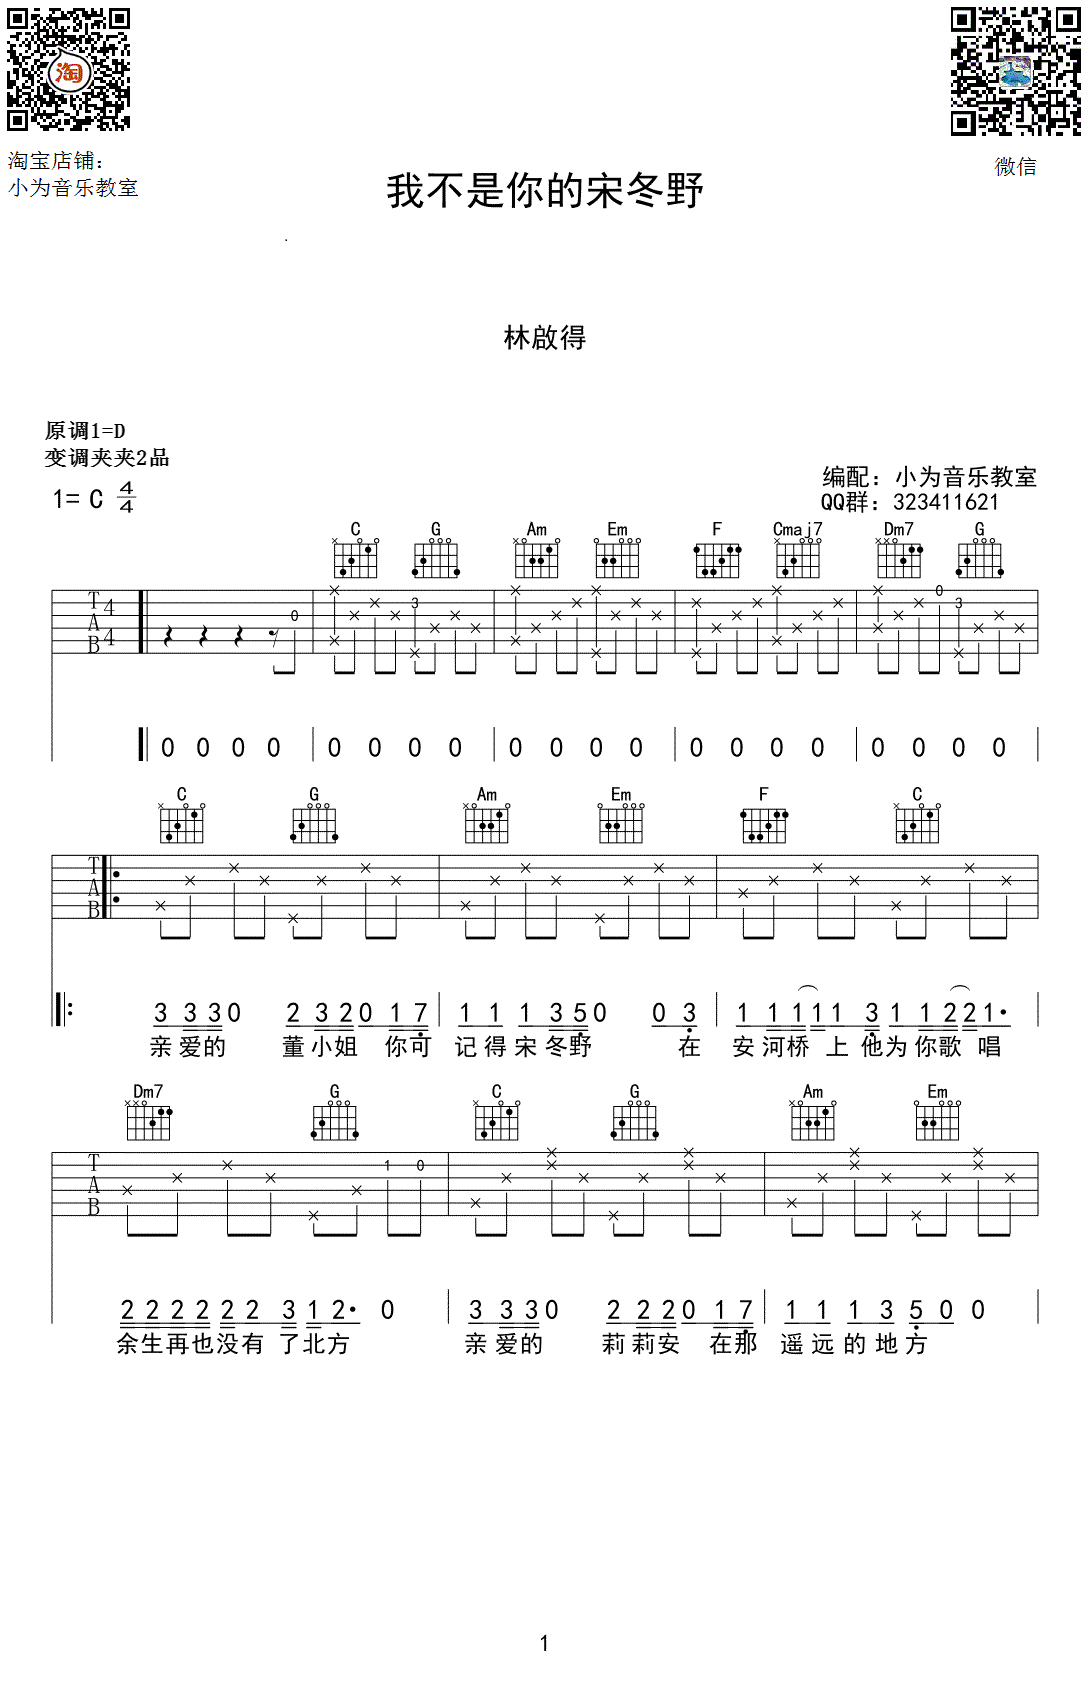 淘宝店铺：
小为音乐教室
微信
我不是你的宋冬野
林啟得
原调1=D
变调夹夹2品
1= C 4/4
编配：小为音乐教室
QQ群：323411621
C G Am Em F Cmaj7 Dm7 G
T A B 4 4 0 3 0 3
0 0 0 0 0 0 0 0 0 0 0 0 0 0 0 0 0 0 0 0
C G Am Em F C
T A B
3 3 3 0 2 3 2 0 1 7 1 1 1 3 5 0 0 3 1 1 1 1 1 3 1 1 2 2 1·
亲爱的 董小姐 你可 记得宋冬野 在 安河桥 上 他为你歌 唱
Dm7 G C G Am Em
T A B 1 0
2 2 2 2 2 2 3 1 2· 0 3 3 3 0 2 2 2 0 1 7 1 1 1 3 5 0 0
余生再也没有 了北方 亲爱的 莉莉安 在那 遥远的地方
1